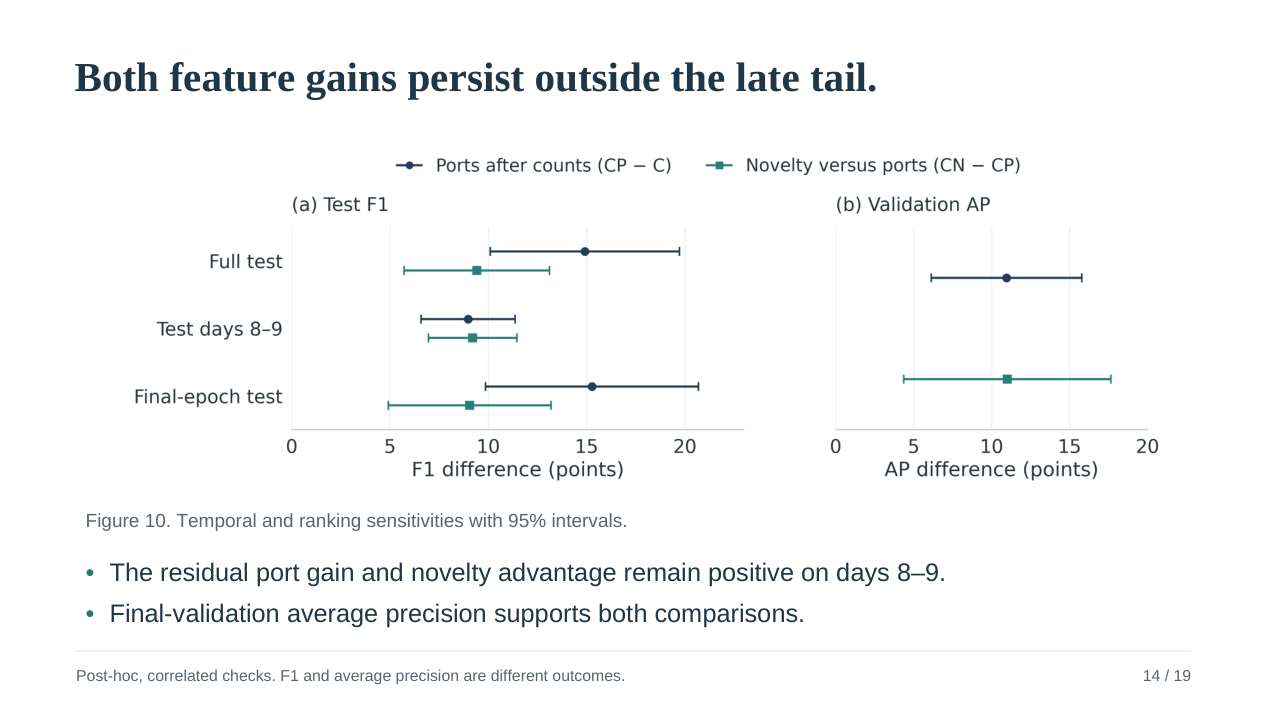 Both feature gains persist outside the late tail.
Ports after counts (CP − C)
Novelty versus ports (CN − CP)
(a) Test F1
(b) Validation AP
Full test
Test days 8–9
Final-epoch test
0 5 10 15 20
F1 difference (points)
0 5 10 15 20
AP difference (points)
Figure 10. Temporal and ranking sensitivities with 95% intervals.
• The residual port gain and novelty advantage remain positive on days 8–9.
• Final-validation average precision supports both comparisons.
Post-hoc, correlated checks. F1 and average precision are different outcomes.
14 / 19